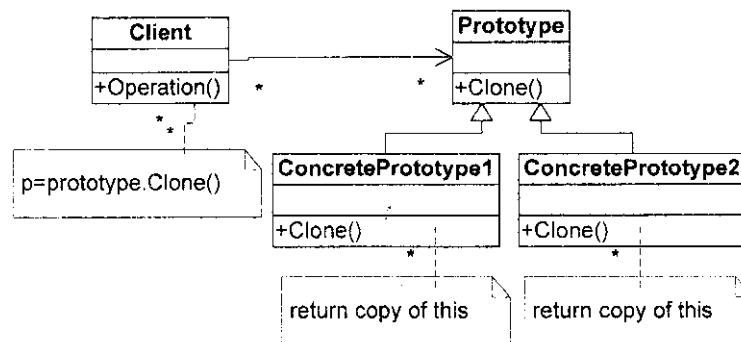 Client
+Operation()
*
*
*
*
Prototype
+Clone()
p=prototype.Clone()
ConcretePrototype1
+Clone()
*
ConcretePrototype2
+Clone()
*
return copy of this
return copy of this